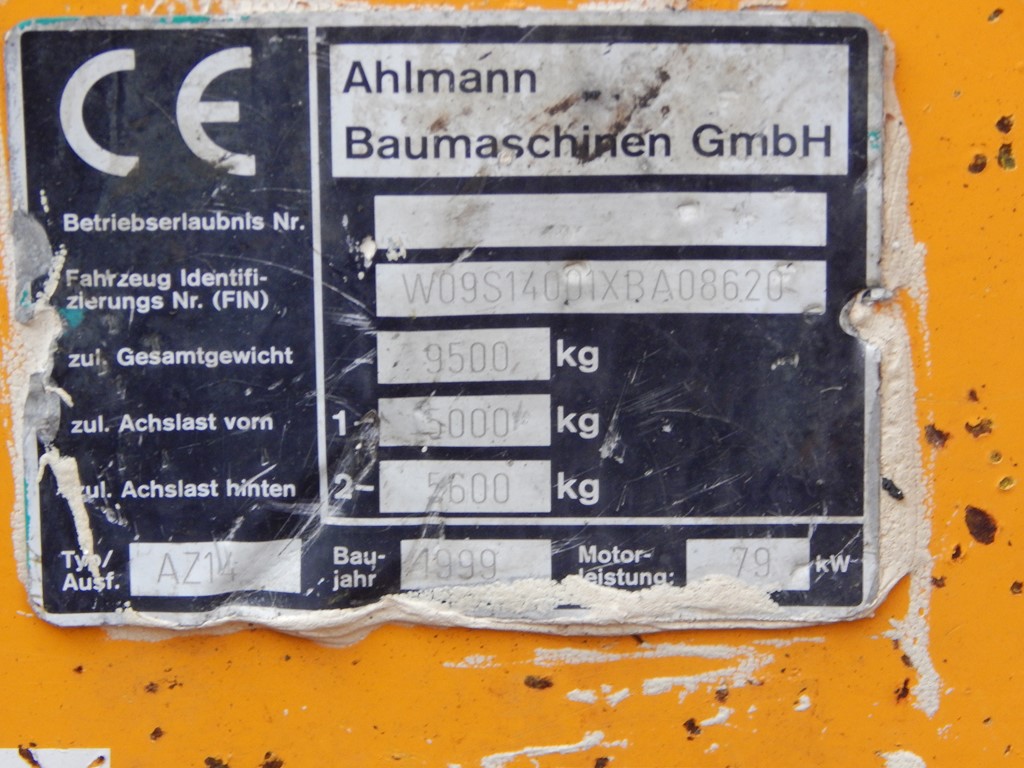 CE
Ahlmann
Baumaschinen GmbH
Betriebserlaubnis Nr.
Fahrzeug Identifi-
zierungs Nr. (FIN) W09S14001XBA08620
zul. Gesamtgewicht 9500 kg
zul. Achslast vorn 1- 5000 kg
zul. Achslast hinten 2- 5600 kg
Typ/
Ausf. AZ14
Bau-
jahr 1999
Motor-
leistung: 79 kW